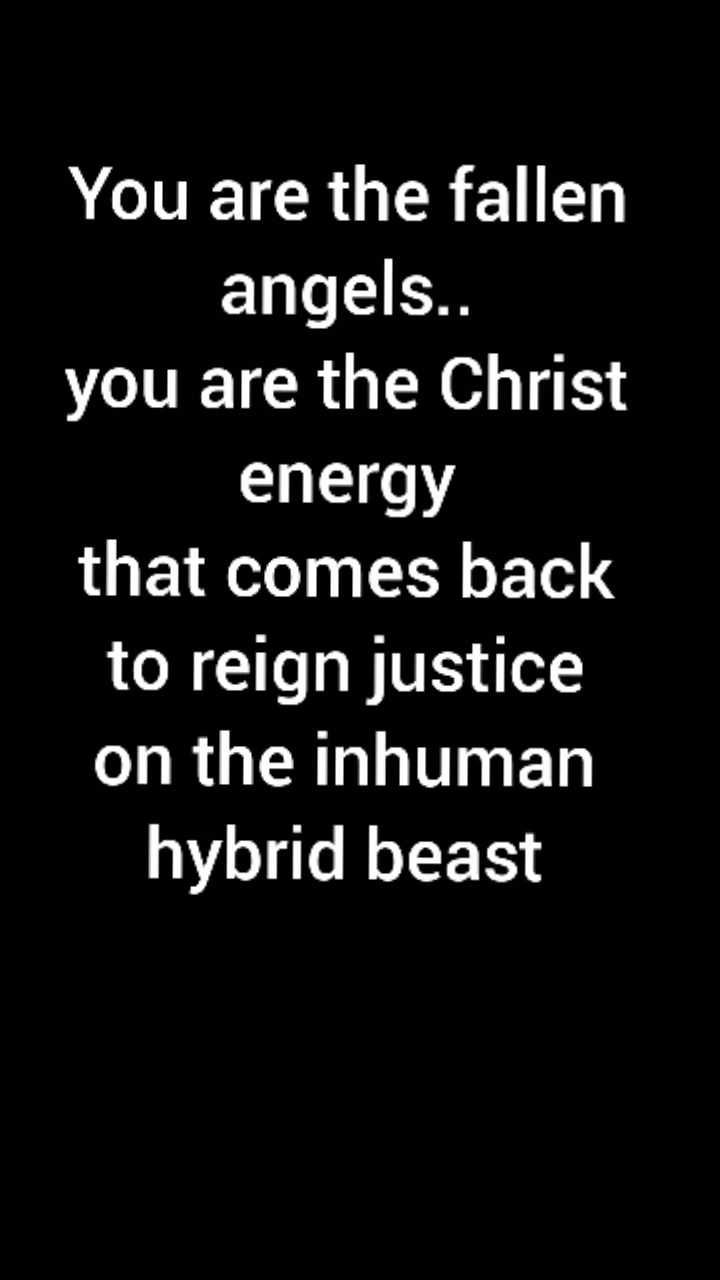 You are the fallen
angels..
you are the Christ
energy
that comes back
to reign justice
on the inhuman
hybrid beast